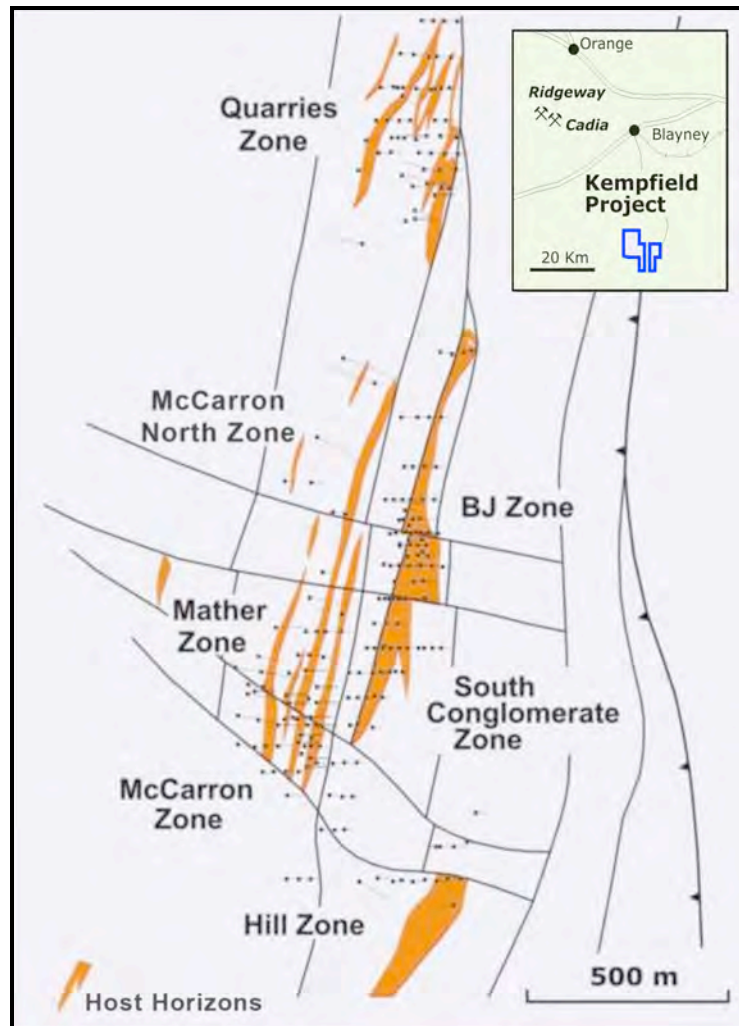 Quarries
Zone
Orange
Ridgeway
Cadia
Blayney
Kempfield
Project
20 Km
McCarron
North Zone
BJ Zone
Mather
Zone
South
Conglomerate
Zone
McCarron
Zone
Hill Zone
500 m
Host Horizons